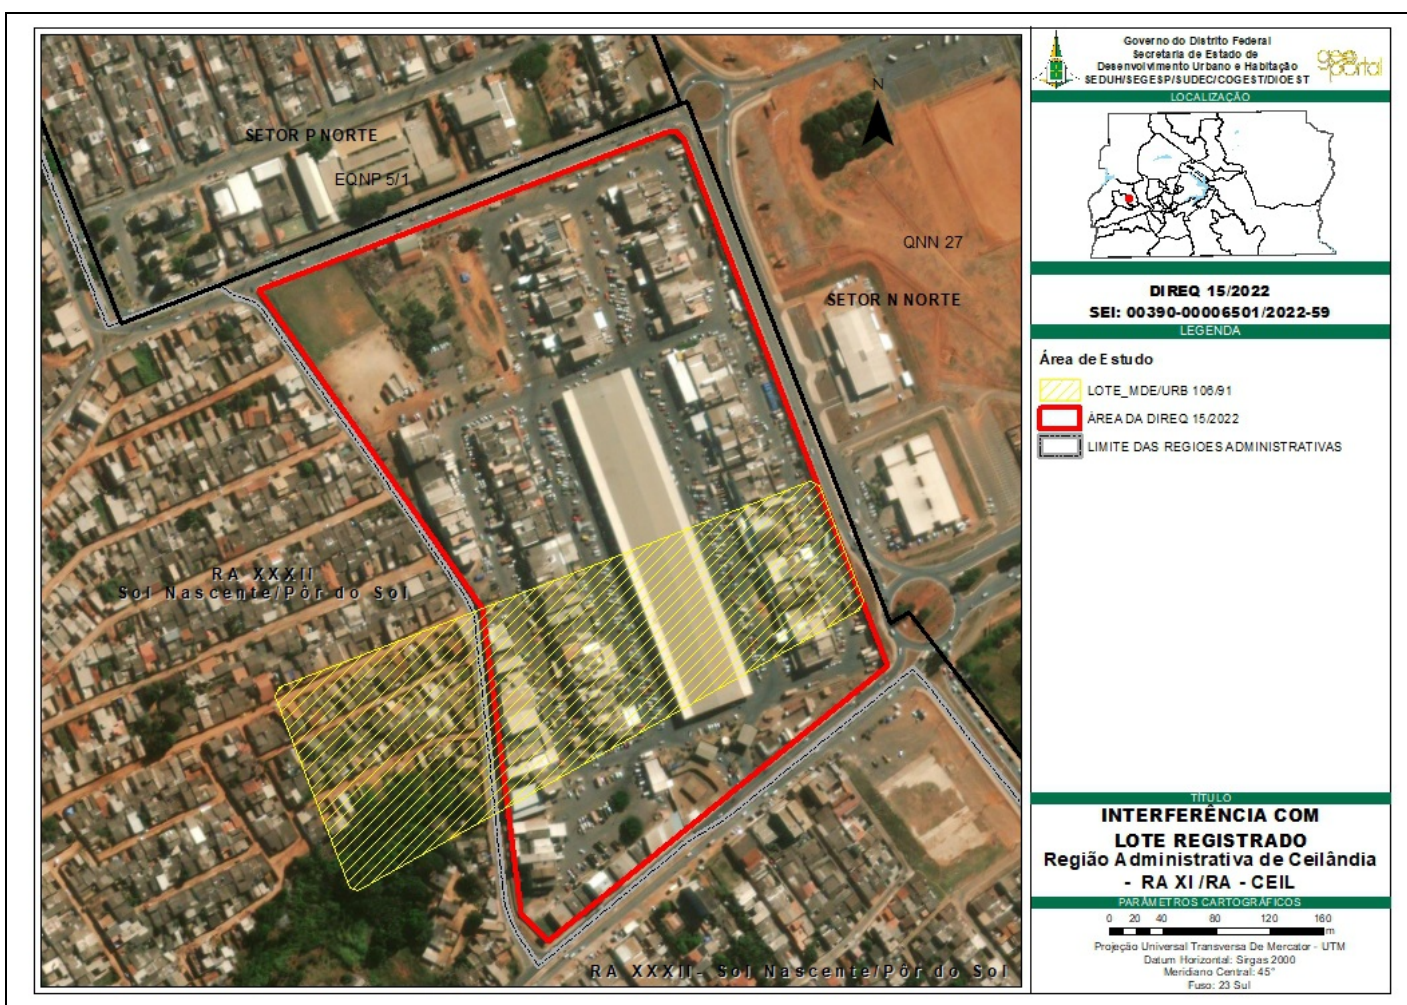 SETOR P NORTE
EQNP 5/1
N
QNN 27
SETOR N NORTE
RA XXXII
Sol Nascente/Pôr do Sol
RA XXXII - Sol Nascente/Pôr do Sol
Governo do Distrito Federal
Secretaria de Estado de
Desenvolvimento Urbano e Habitação
SEDUH/SEGESP/SUDEC/COGEST/DIOEST
geo
portal
LOCALIZAÇÃO
DIREQ 15/2022
SEI: 00390-00006501/2022-59
LEGENDA
Área de Estudo
LOTE_MDE/URB 106/91
ÁREA DA DIREQ 15/2022
LIMITE DAS REGIOES ADMINISTRATIVAS
TÍTULO
INTERFERÊNCIA COM
LOTE REGISTRADO
Região Administrativa de Ceilândia
- RA XI /RA - CEIL
PARÂMETROS CARTOGRÁFICOS
0 20 40 80 120 160
m
Projeção Universal Transversa De Mercator - UTM
Datum Horizontal: Sirgas 2000
Meridiano Central: 45°
Fuso: 23 Sul